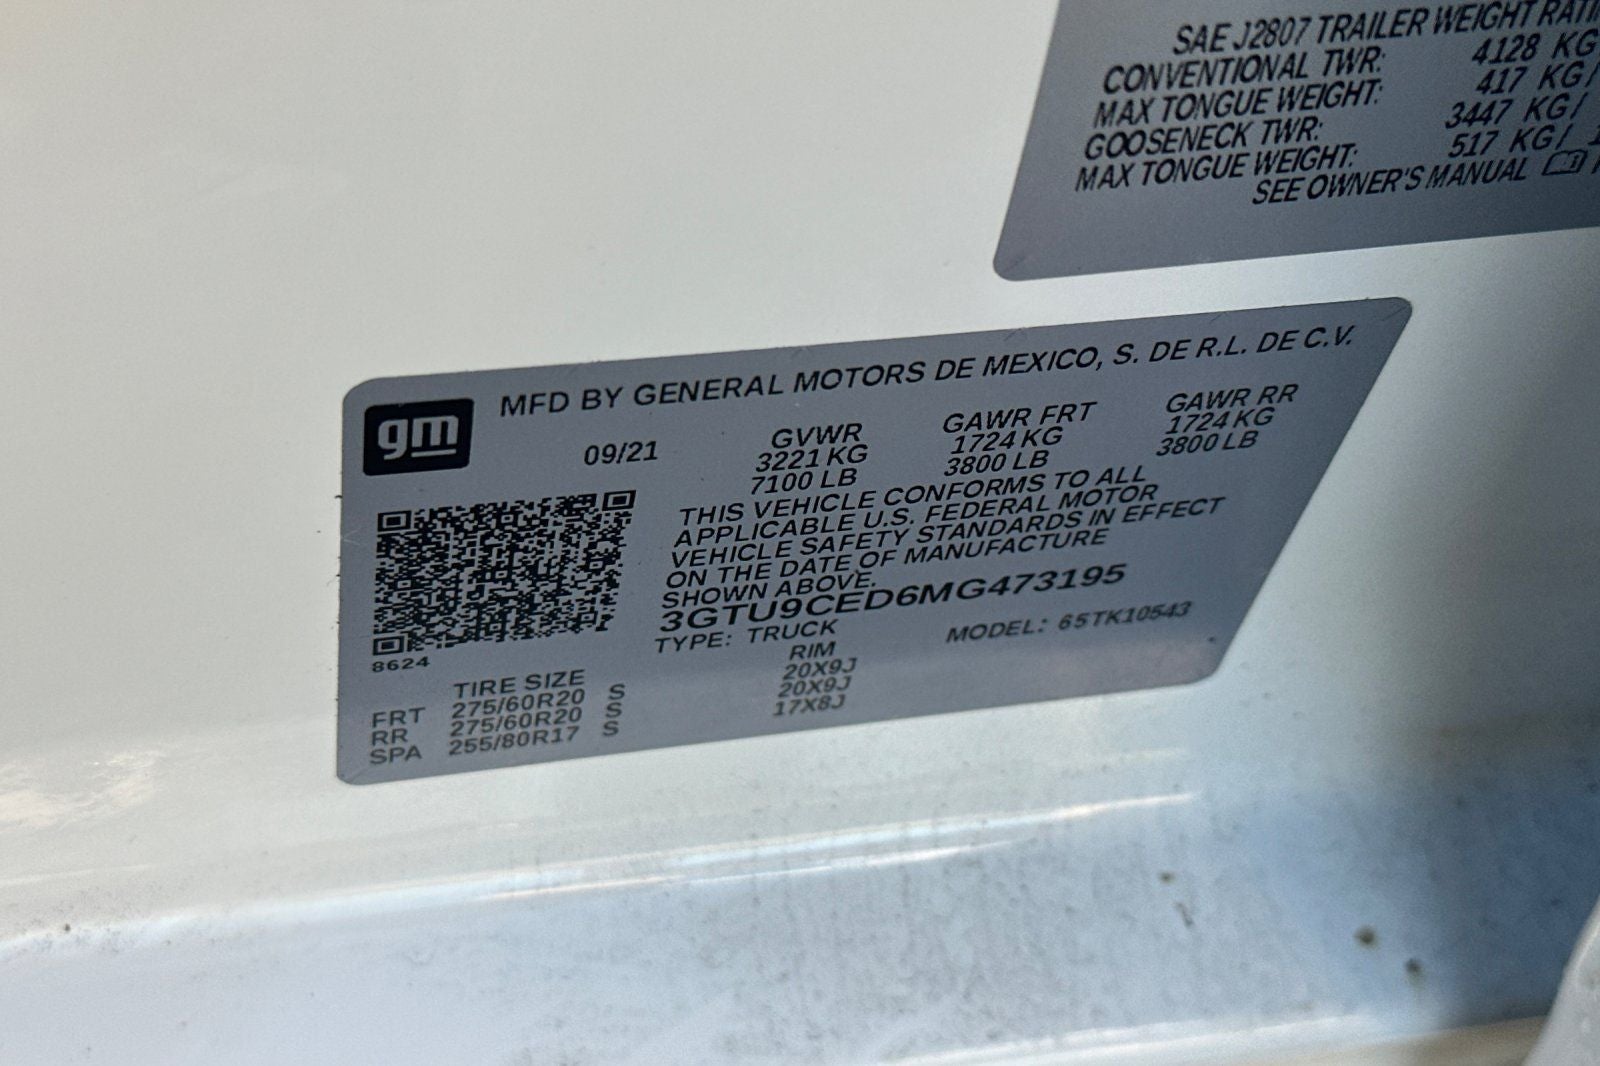 SAE J2807 TRAILER WEIGHT
CONVENTIONAL TWR: 4128 KG
MAX TONGUE WEIGHT: 417 KG/
GOOSENECK TWR: 3447 KG/
MAX TONGUE WEIGHT: 517 KG/
SEE OWNER'S MANUAL
gm
MFD BY GENERAL MOTORS DE MEXICO, S. DE R.L. DE C.V.
09/21 GVWR GAWR FRT GAWR RR
3221 KG 1724 KG 1724 KG
7100 LB 3800 LB 3800 LB
THIS VEHICLE CONFORMS TO ALL
APPLICABLE U.S. FEDERAL MOTOR
VEHICLE SAFETY STANDARDS IN EFFECT
ON THE DATE OF MANUFACTURE
SHOWN ABOVE.
3GTU9CED6MG473195
TYPE: TRUCK MODEL: 65TK10543
8624
TIRE SIZE RIM
FRT 275/60R20 S 20X9J
RR 275/60R20 S 20X9J
SPA 255/80R17 S 17X8J